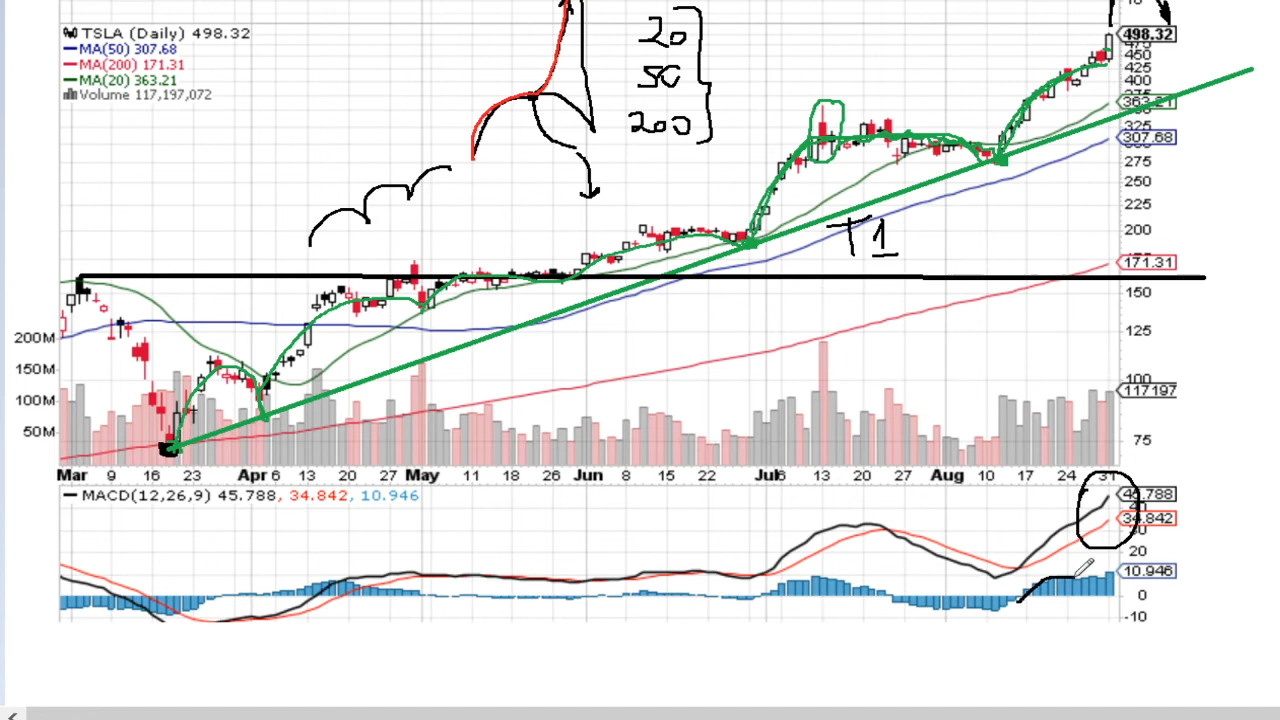 TSLA (Daily) 498.32
MA(50) 307.68
MA(200) 171.31
MA(20) 363.21
Volume 117,197,072
20
50
200
T1
498.32
450
425
400
363.21
325
307.68
275
250
225
200
171.31
150
125
100
117197
75
200M
150M
100M
50M
Mar 9 16 23 Apr 6 13 20 27 May 11 18 26 Jun 8 15 22 Jul 6 13 20 27 Aug 10 17 24 31
MACD(12,26,9) 45.788, 34.842, 10.946
45.788
34.842
20
10.946
0
-10